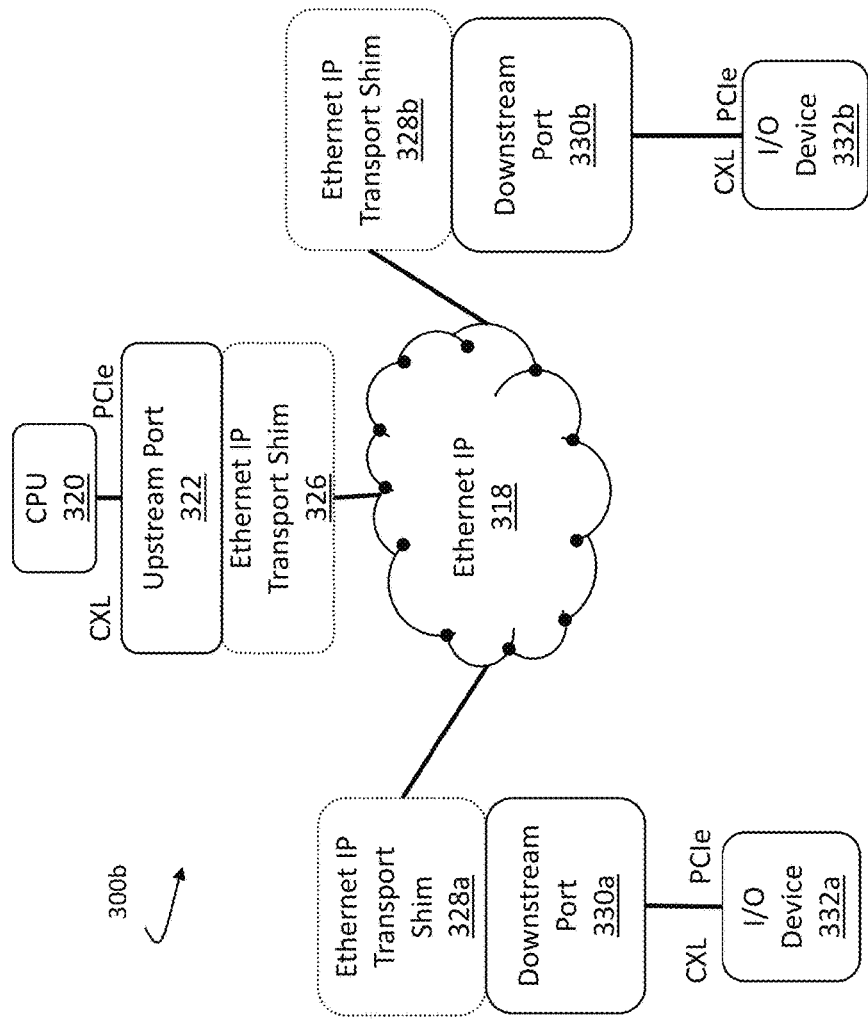 300b
CPU
320
CXL
PCIe
Upstream Port
322
Ethernet IP
Transport Shim
326
Ethernet IP
318
Ethernet IP
Transport
Shim
328a
Downstream
Port
330a
CXL
PCIe
I/O
Device
332a
Ethernet IP
Transport Shim
328b
Downstream
Port
330b
CXL
PCIe
I/O
Device
332b